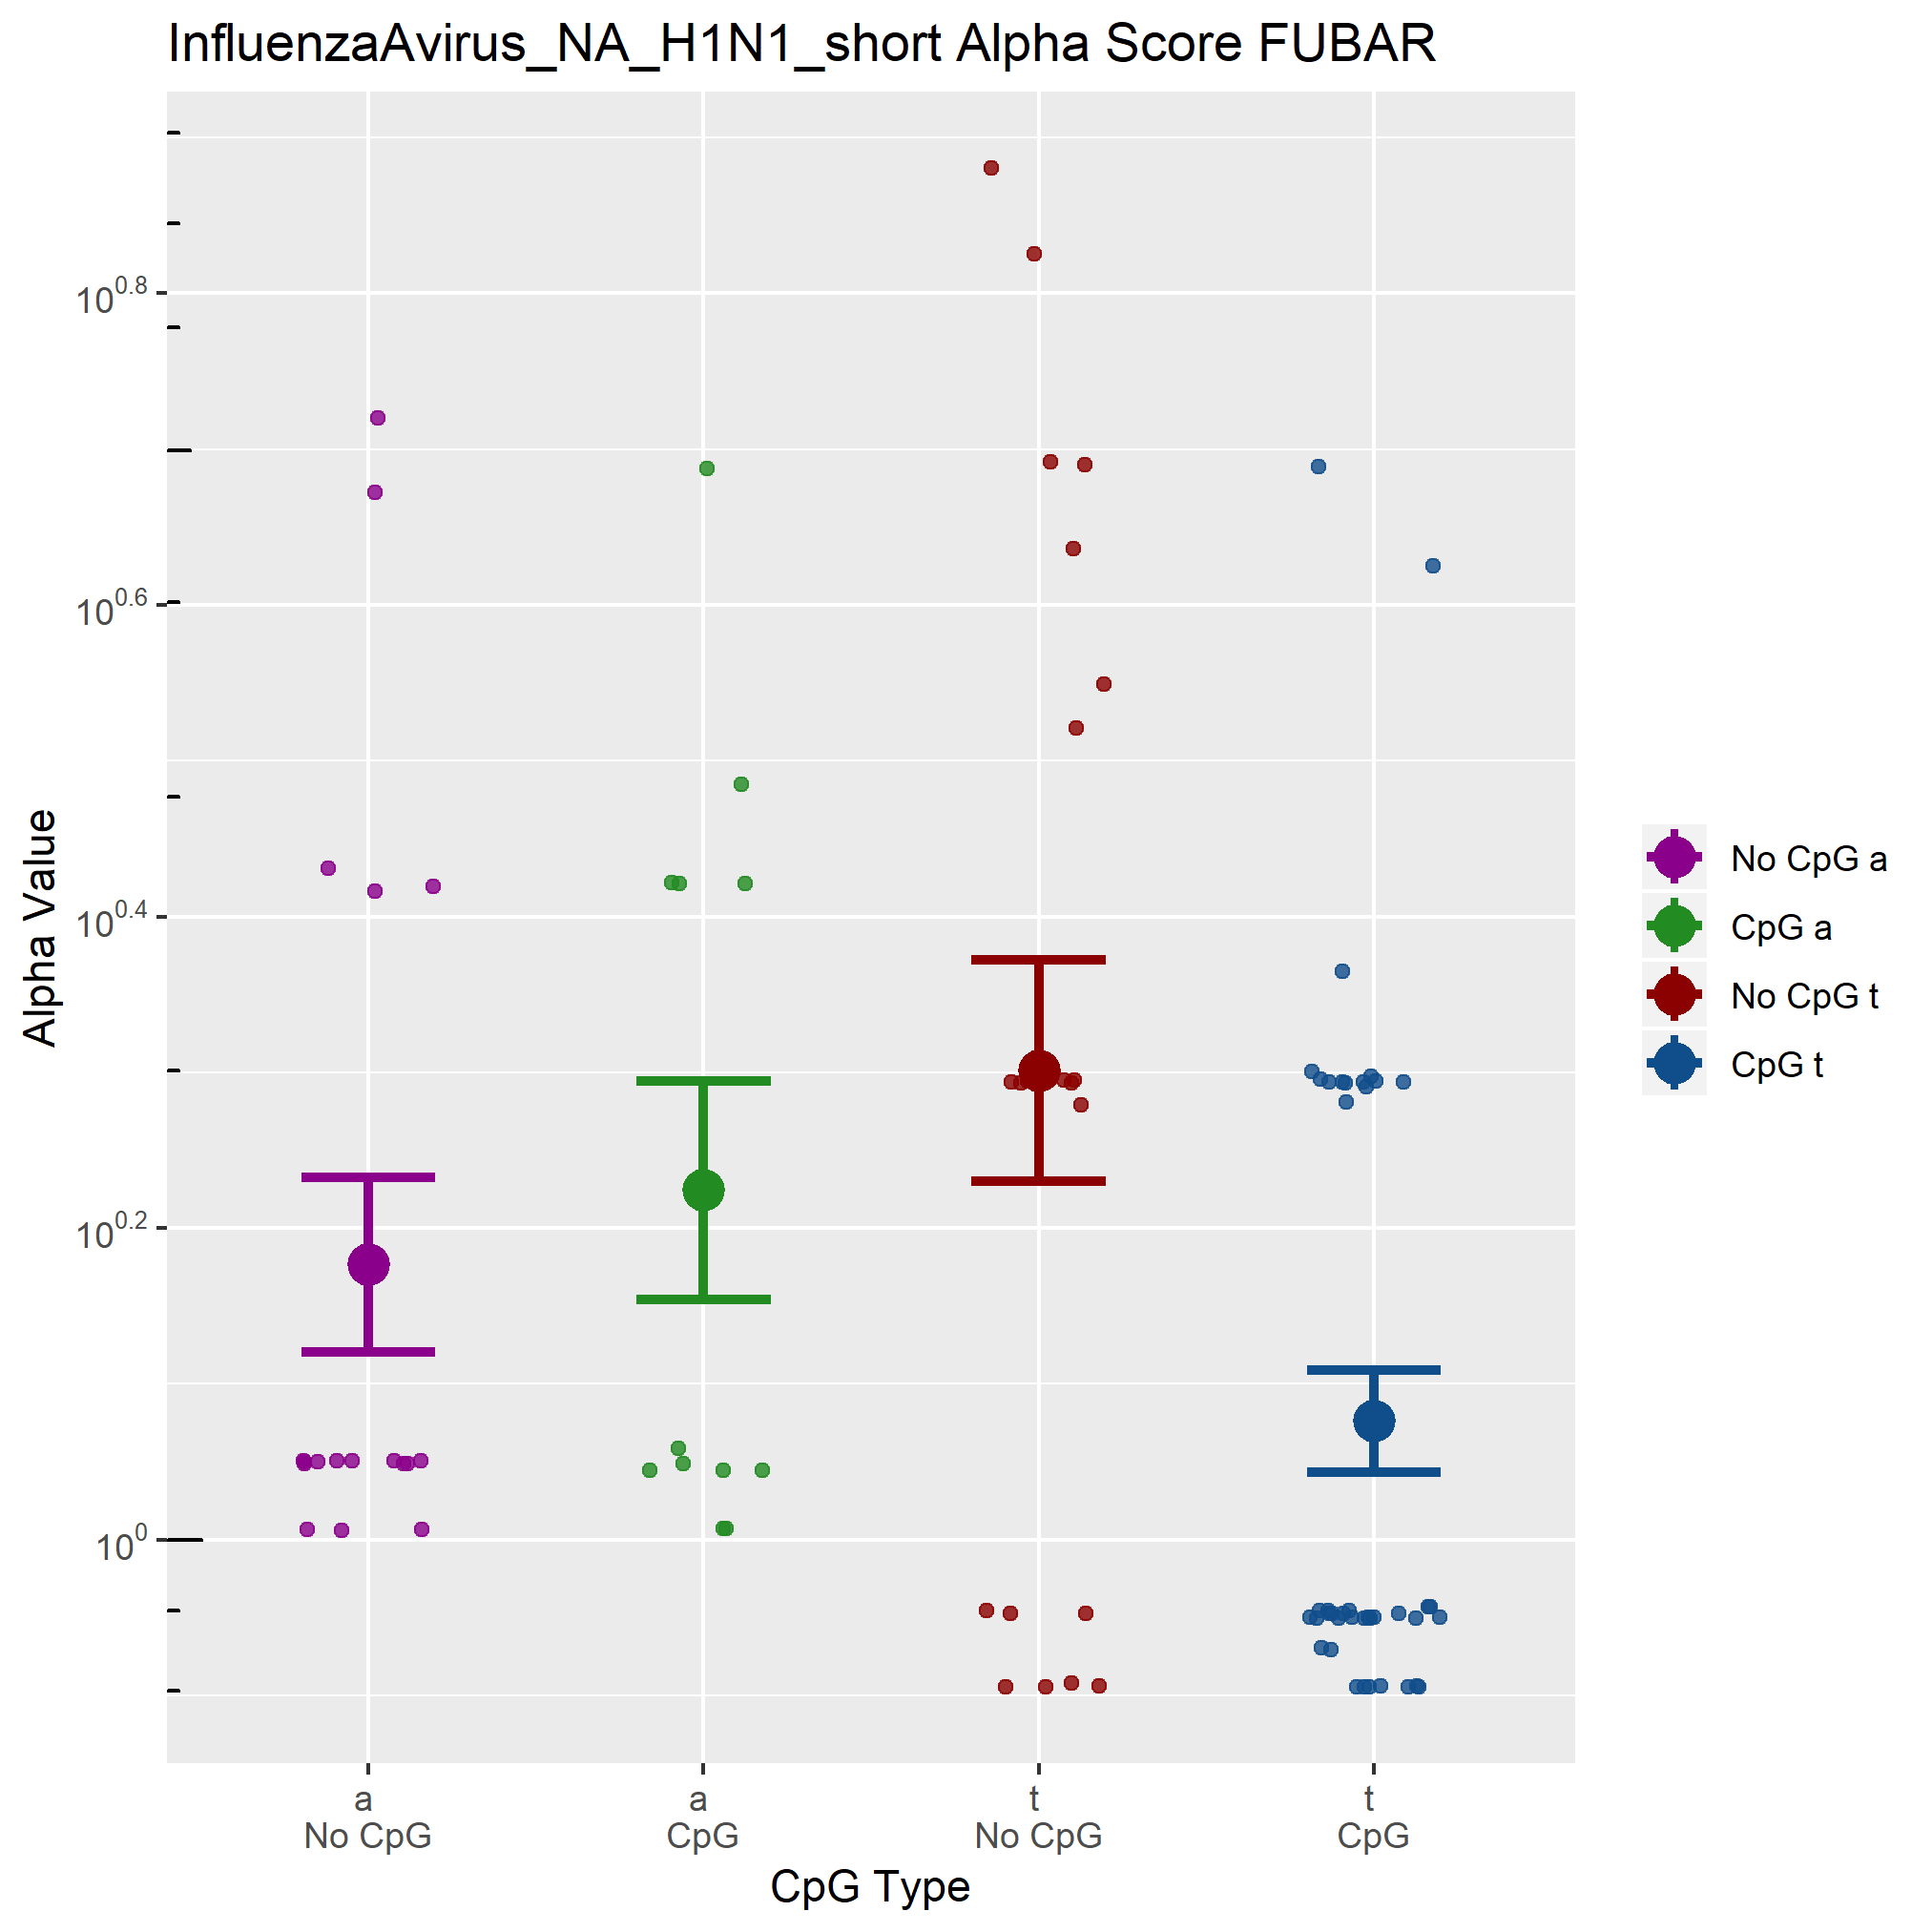 InfluenzaAvirus_NA_H1N1_short Alpha Score FUBAR
Alpha Value
10^0.8
10^0.6
10^0.4
10^0.2
10^0
a
No CpG
a
CpG
t
No CpG
t
CpG
CpG Type
No CpG a
CpG a
No CpG t
CpG t